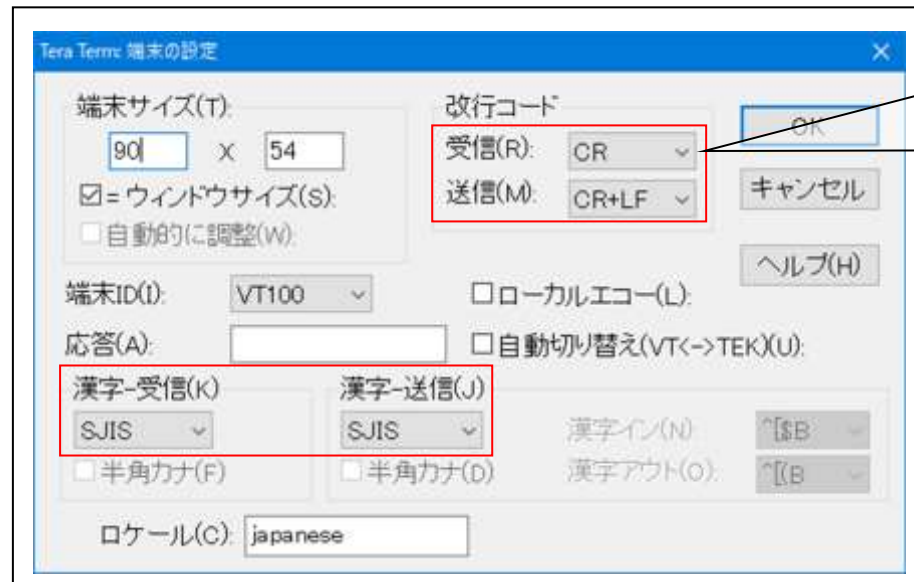 Tera Term: 端末の設定
端末サイズ(T):
90 X 54
=ウィンドウサイズ(S):
自動的に調整(W):
改行コード
受信(R): CR
送信(M): CR+LF
OK
キャンセル
ヘルプ(H)
端末ID(I): VT100
ローカルエコー(L):
応答(A):
自動切り替え(VT<->TEK)(U):
漢字-受信(K)
SJIS
半角カナ(F)
漢字-送信(J)
SJIS
半角カナ(D)
漢字イン(N) ^[$B
漢字アウト(O): ^[(B
ロケール(C): japanese